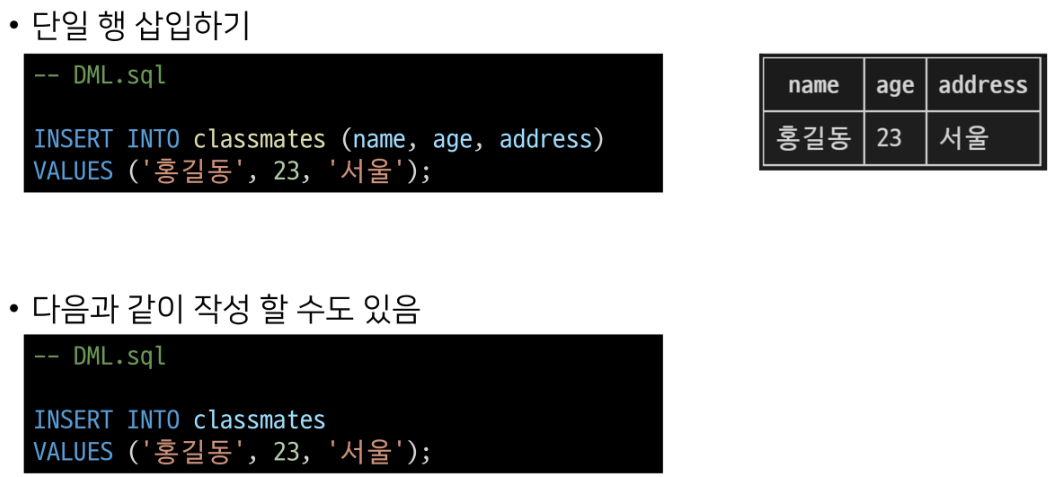 • 단일 행 삽입하기
-- DML.sql
INSERT INTO classmates (name, age, address)
VALUES ('홍길동', 23, '서울');
name age address
홍길동 23 서울
• 다음과 같이 작성 할 수도 있음
-- DML.sql
INSERT INTO classmates
VALUES ('홍길동', 23, '서울');